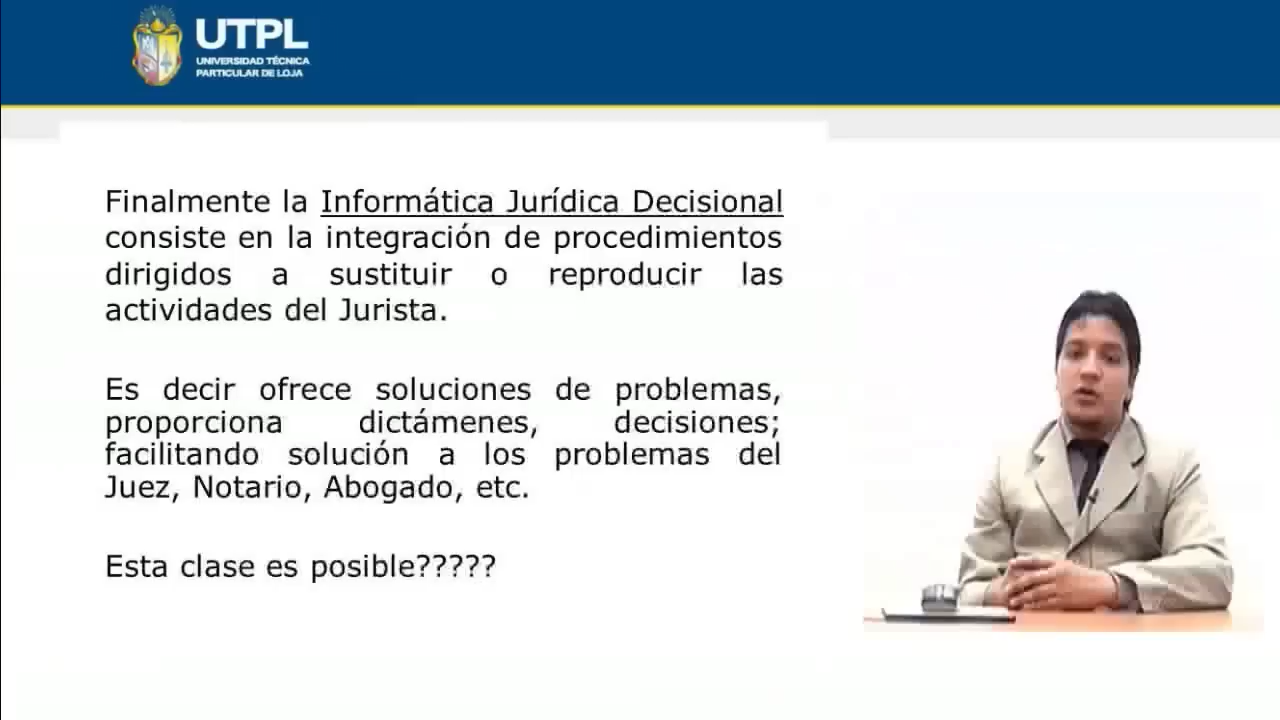 UTPL
UNIVERSIDAD TÉCNICA
PARTICULAR DE LOJA
Finalmente la Informática Jurídica Decisional
consiste en la integración de procedimientos
dirigidos a sustituir o reproducir las
actividades del Jurista.
Es decir ofrece soluciones de problemas,
proporciona dictámenes, decisiones;
facilitando solución a los problemas del
Juez, Notario, Abogado, etc.
Esta clase es posible?????